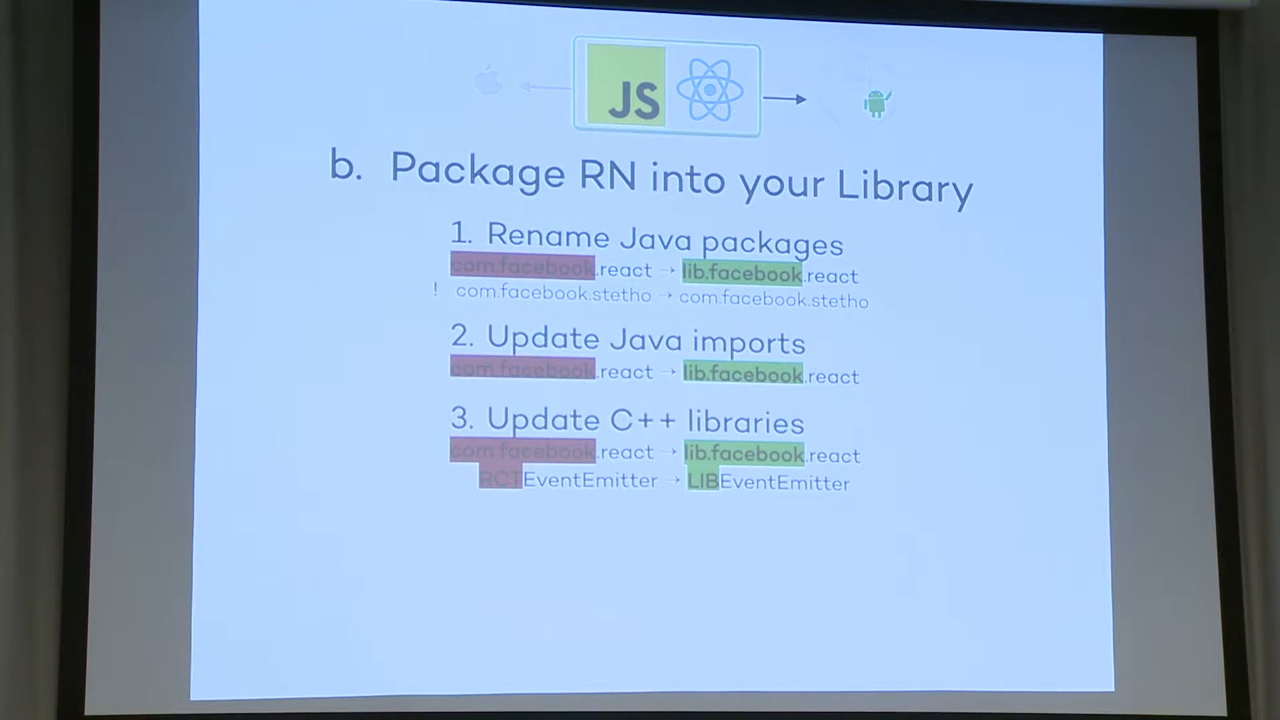 JS
b. Package RN into your Library
1. Rename Java packages
com.facebook.react → lib.facebook.react
! com.facebook.stetho → com.facebook.stetho
2. Update Java imports
com.facebook.react → lib.facebook.react
3. Update C++ libraries
com.facebook.react → lib.facebook.react
RCTEventEmitter → LIBEventEmitter